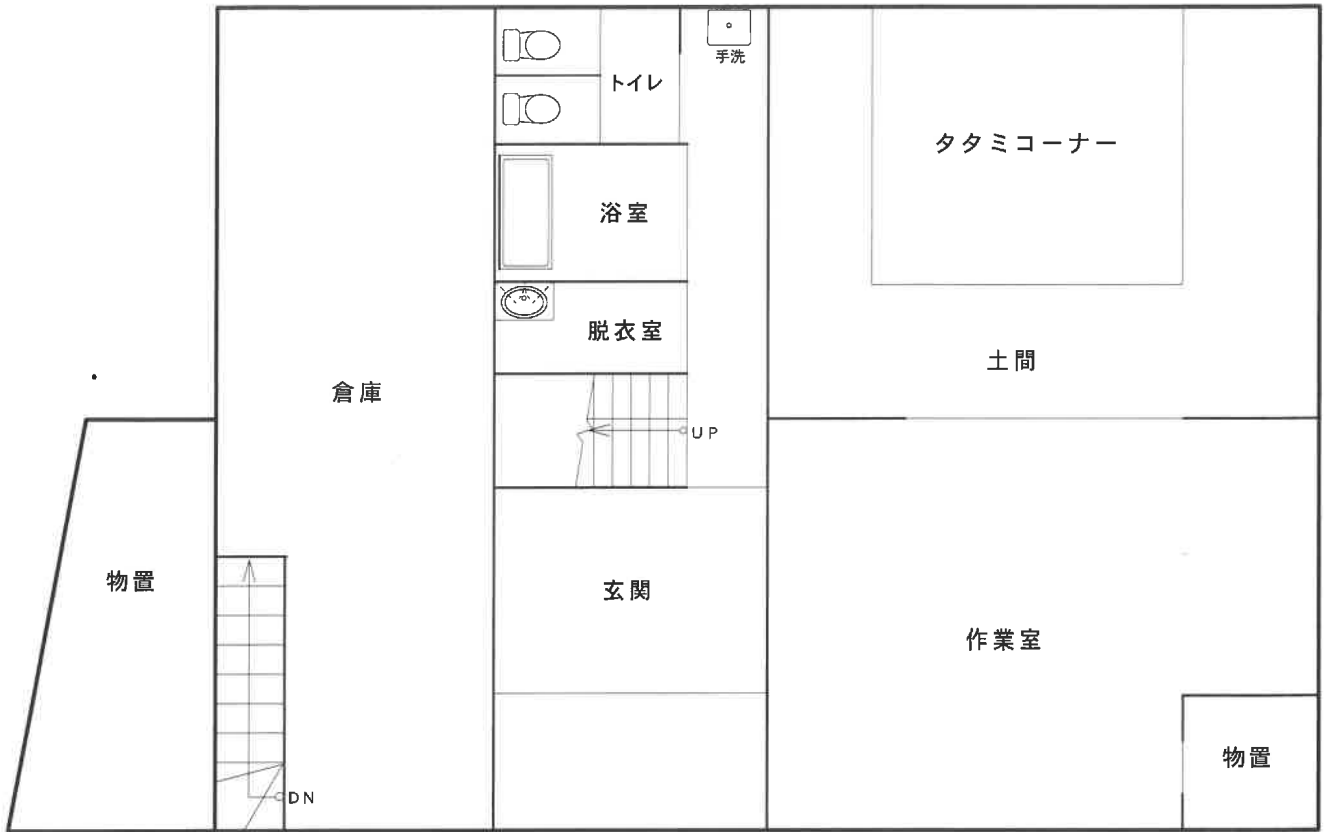 手洗
トイレ
タタミコーナー
浴室
脱衣室
土間
倉庫
UP
物置
玄関
作業室
物置
DN